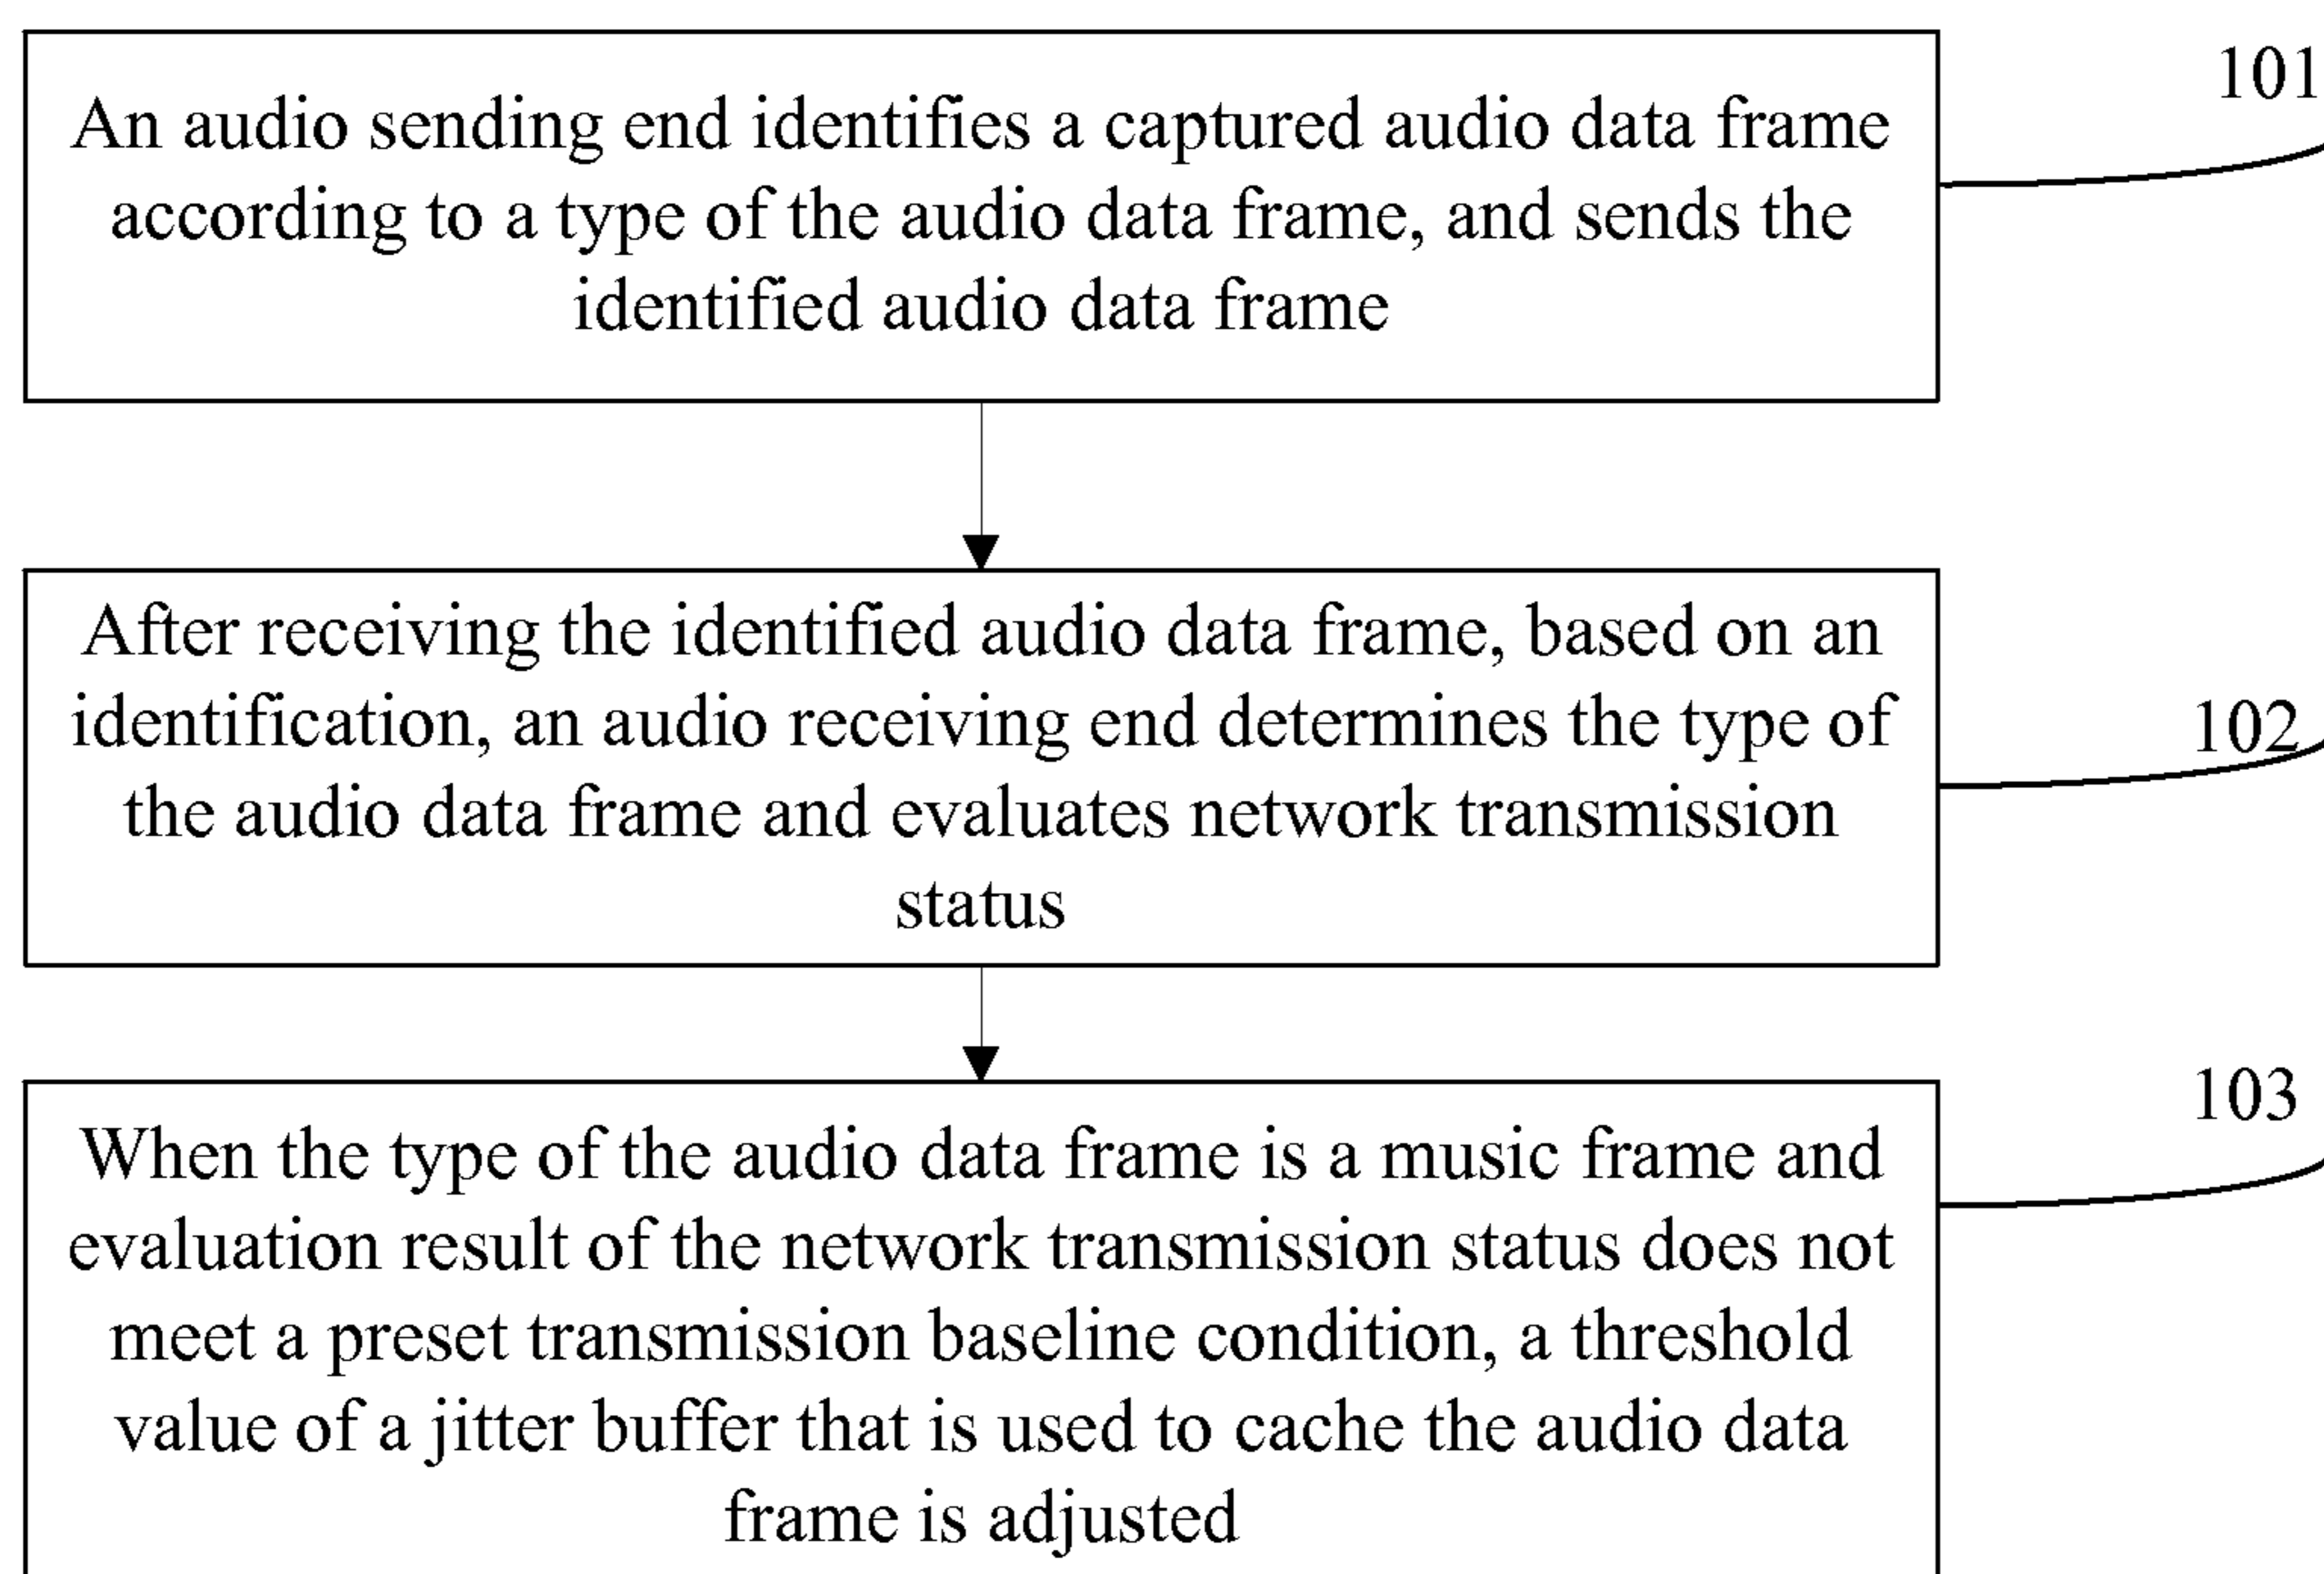 101
An audio sending end identifies a captured audio data frame
according to a type of the audio data frame, and sends the
identified audio data frame
After receiving the identified audio data frame, based on an
identification, an audio receiving end determines the type of
the audio data frame and evaluates network transmission
status
102
103
When the type of the audio data frame is a music frame and
evaluation result of the network transmission status does not
meet a preset transmission baseline condition, a threshold
value of a jitter buffer that is used to cache the audio data
frame is adjusted